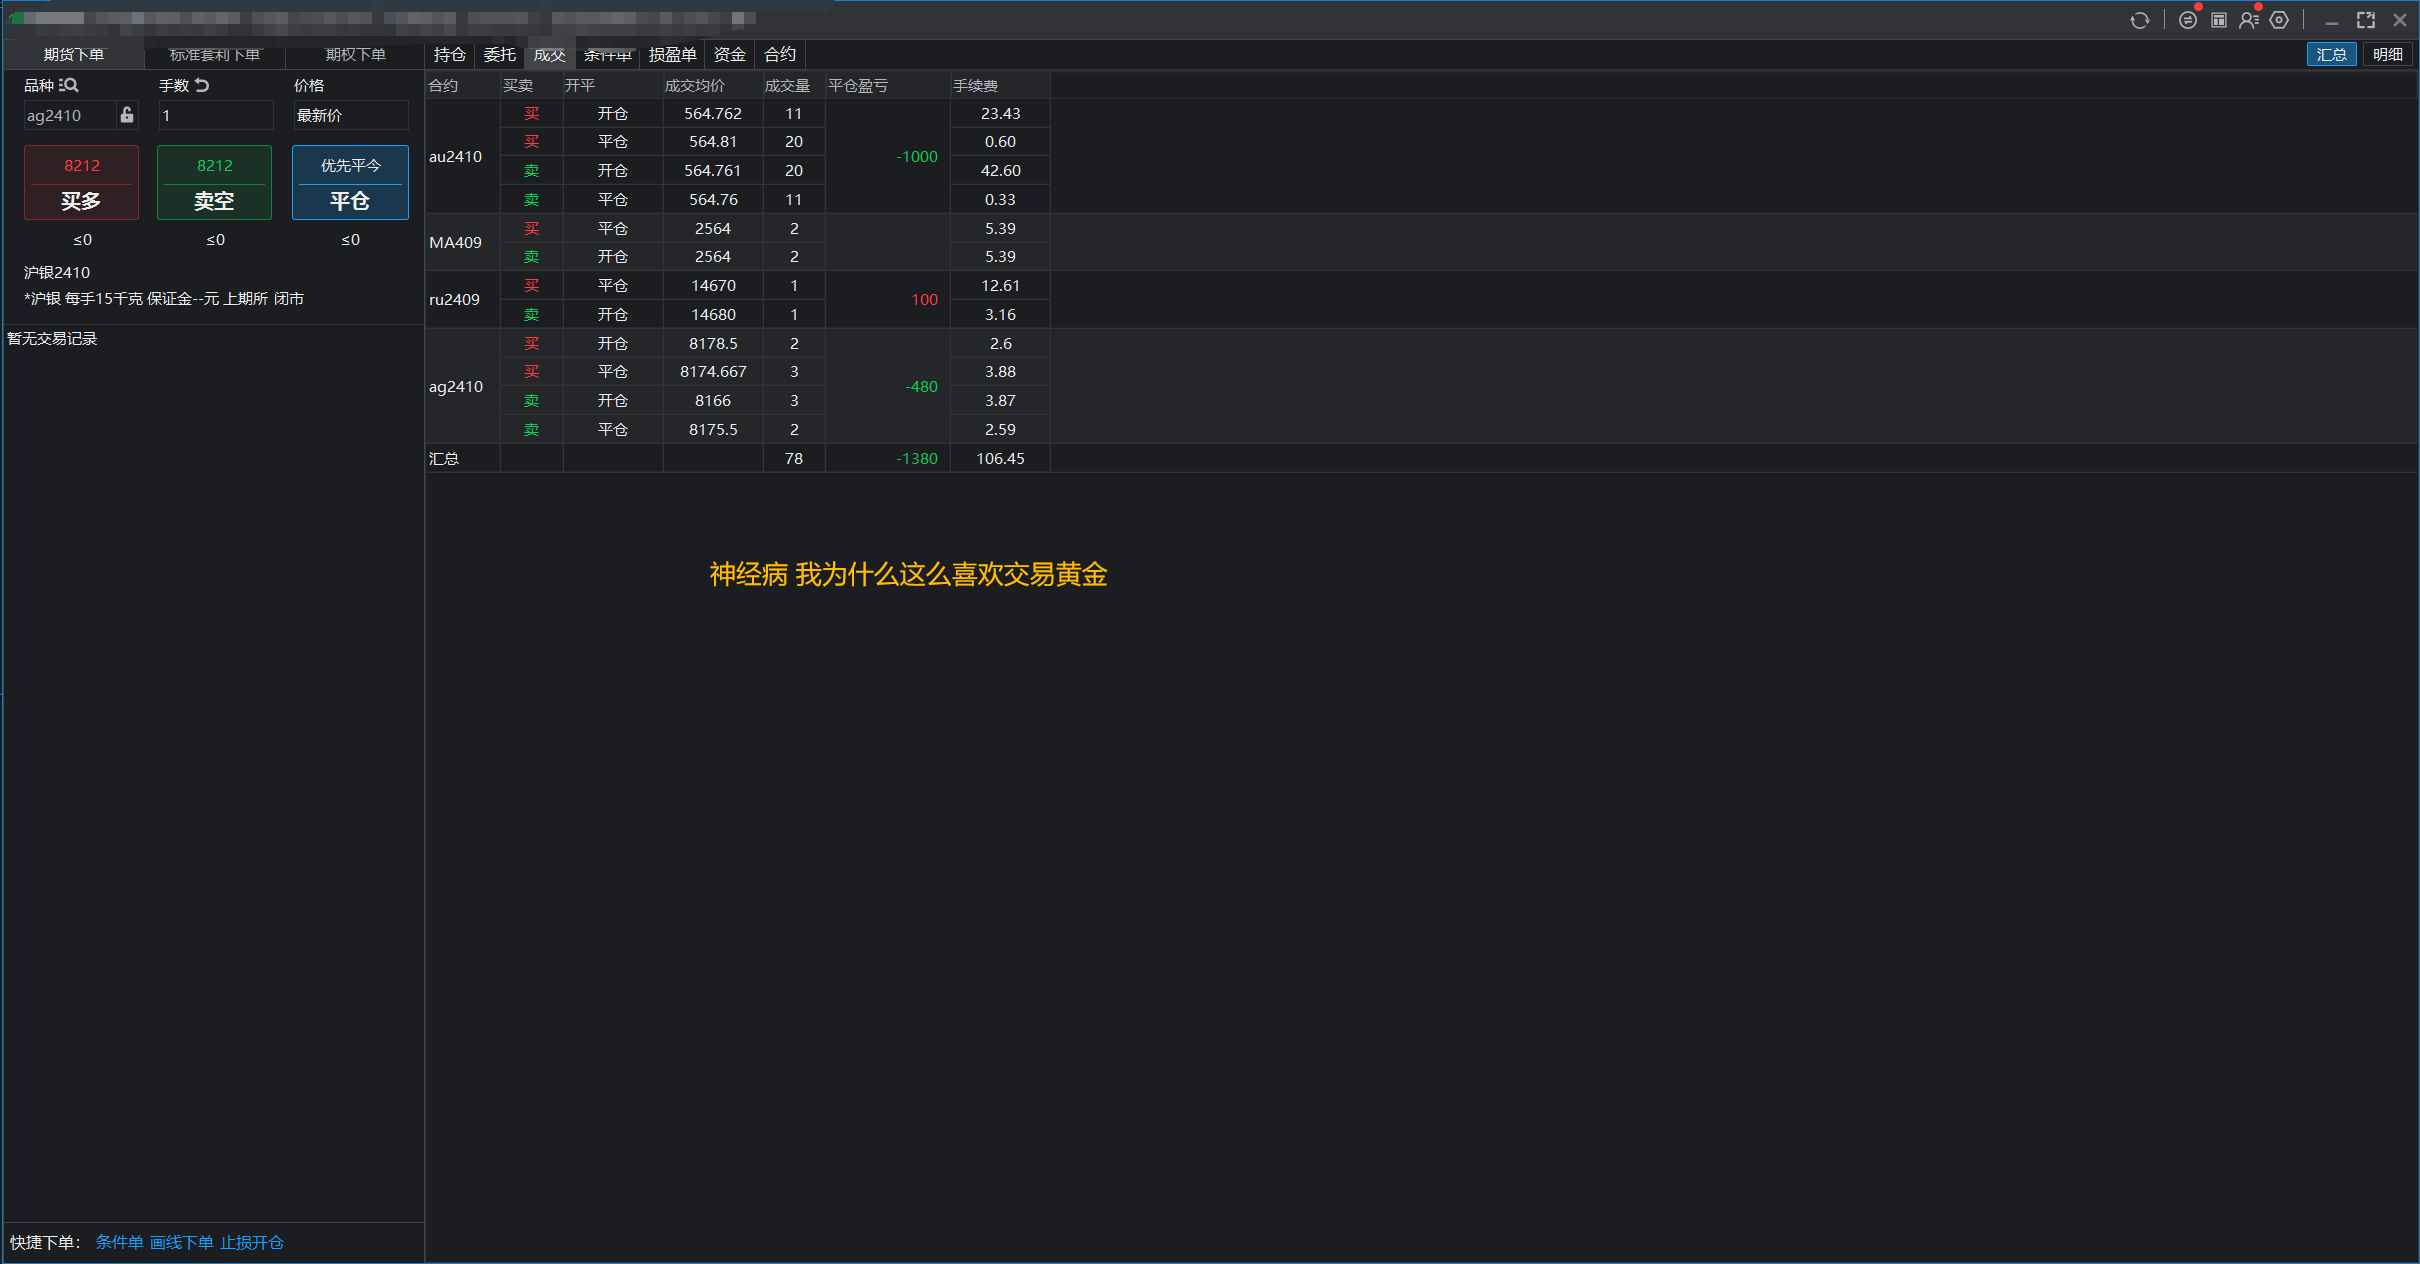 期货下单 标准套利下单 期权下单 持仓 委托 成交 条件单 损盈单 资金 合约 汇总 明细
品种 手数 价格
ag2410 1 最新价
8212 8212 优先平今
买多 卖空 平仓
≤0 ≤0 ≤0
沪银2410
*沪银 每手15千克 保证金--元 上期所 闭市
暂无交易记录
合约 买卖 开平 成交均价 成交量 平仓盈亏 手续费
au2410 -1000
买 开仓 564.762 11 23.43
买 平仓 564.81 20 0.60
卖 开仓 564.761 20 42.60
卖 平仓 564.76 11 0.33
MA409
买 平仓 2564 2 5.39
卖 开仓 2564 2 5.39
ru2409 100
买 平仓 14670 1 12.61
卖 开仓 14680 1 3.16
ag2410 -480
买 开仓 8178.5 2 2.6
买 平仓 8174.667 3 3.88
卖 开仓 8166 3 3.87
卖 平仓 8175.5 2 2.59
汇总 78 -1380 106.45
神经病 我为什么这么喜欢交易黄金
快捷下单： 条件单 画线下单 止损开仓